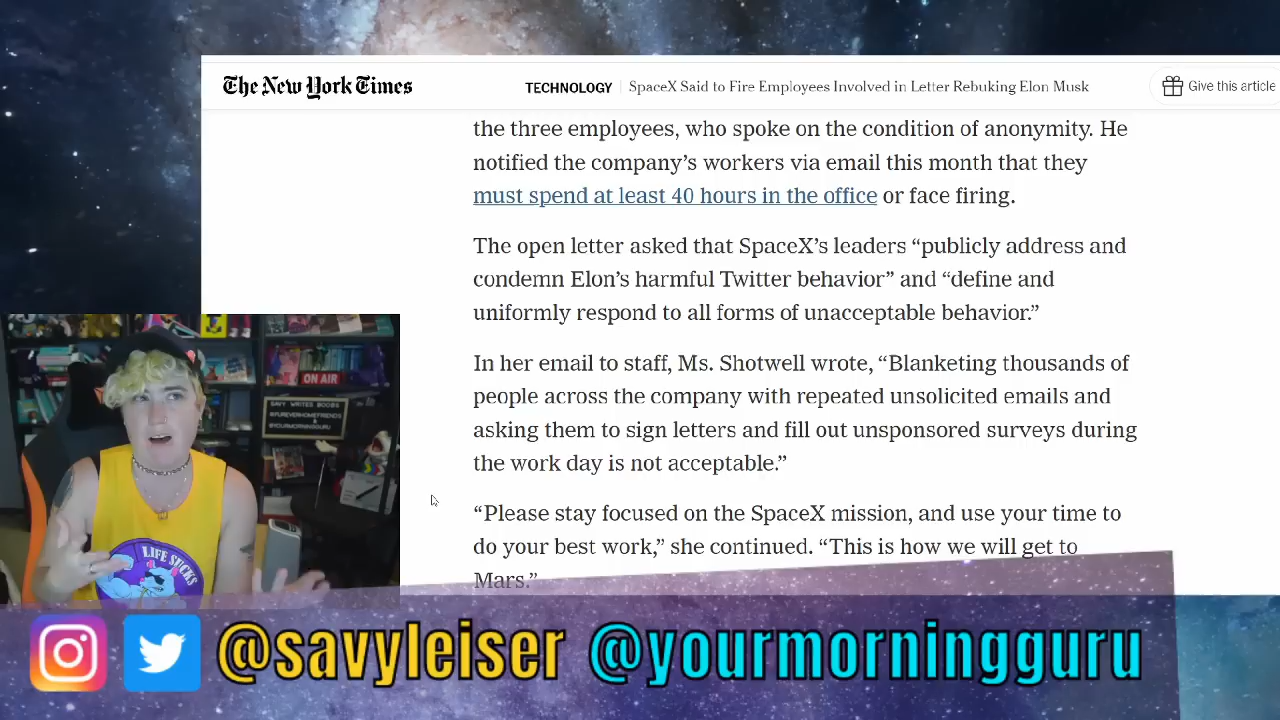 The New York Times
TECHNOLOGY | SpaceX Said to Fire Employees Involved in Letter Rebuking Elon Musk
Give this article
the three employees, who spoke on the condition of anonymity. He
notified the company’s workers via email this month that they
must spend at least 40 hours in the office or face firing.
The open letter asked that SpaceX’s leaders “publicly address and
condemn Elon’s harmful Twitter behavior” and “define and
uniformly respond to all forms of unacceptable behavior.”
In her email to staff, Ms. Shotwell wrote, “Blanketing thousands of
people across the company with repeated unsolicited emails and
asking them to sign letters and fill out unsponsored surveys during
the work day is not acceptable.”
“Please stay focused on the SpaceX mission, and use your time to
do your best work,” she continued. “This is how we will get to
Mars.”
ON AIR
SAVY WRITES BOOKS
@FUREVERHOMEFRIENDS
&
@YOURMORNINGGURU
LIFE SUCKS
@savyleiser @yourmorningguru